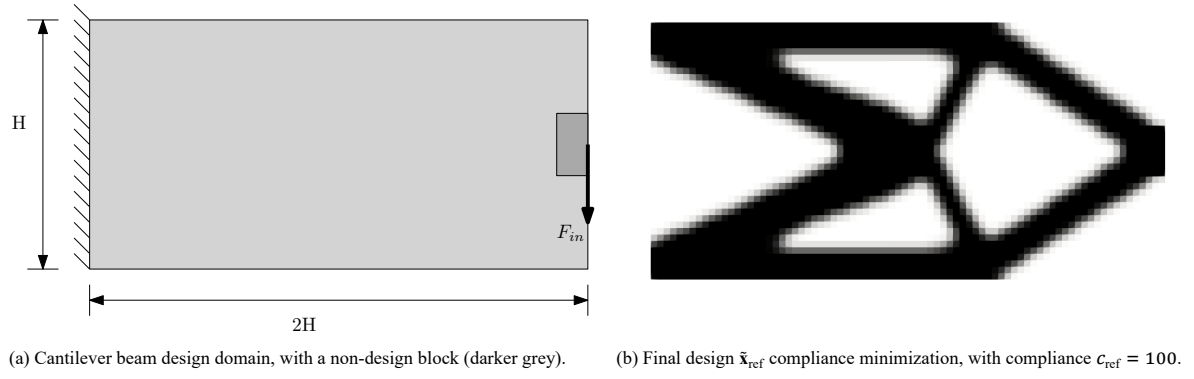 H
F_in
2H
(a) Cantilever beam design domain, with a non-design block (darker grey).
(b) Final design x̃_ref compliance minimization, with compliance c_ref = 100.